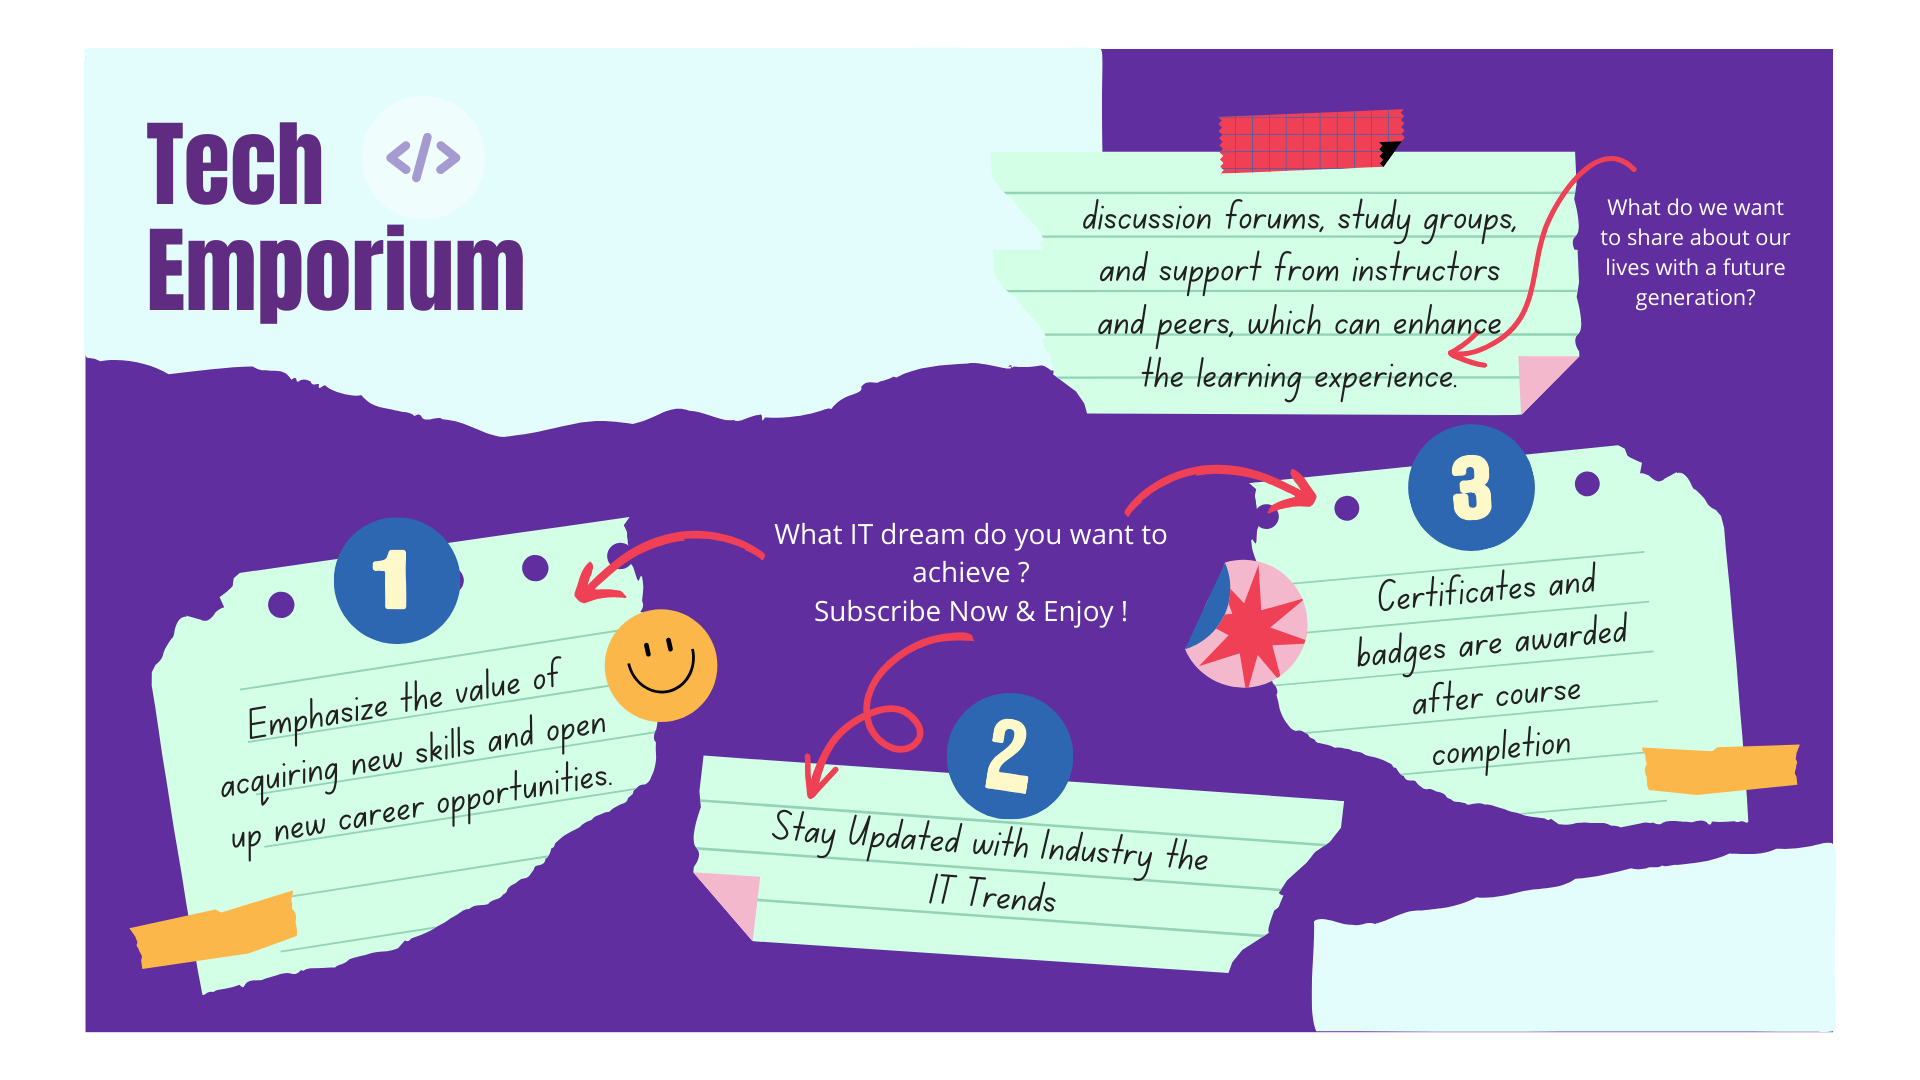 Tech
</>
Emporium
discussion forums, study groups,
and support from instructors
and peers, which can enhance
the learning experience.
What do we want
to share about our
lives with a future
generation?
What IT dream do you want to
achieve ?
Subscribe Now & Enjoy !
1
Emphasize the value of
acquiring new skills and open
up new career opportunities.
2
Stay Updated with Industry the
IT Trends
3
Certificates and
badges are awarded
after course
completion